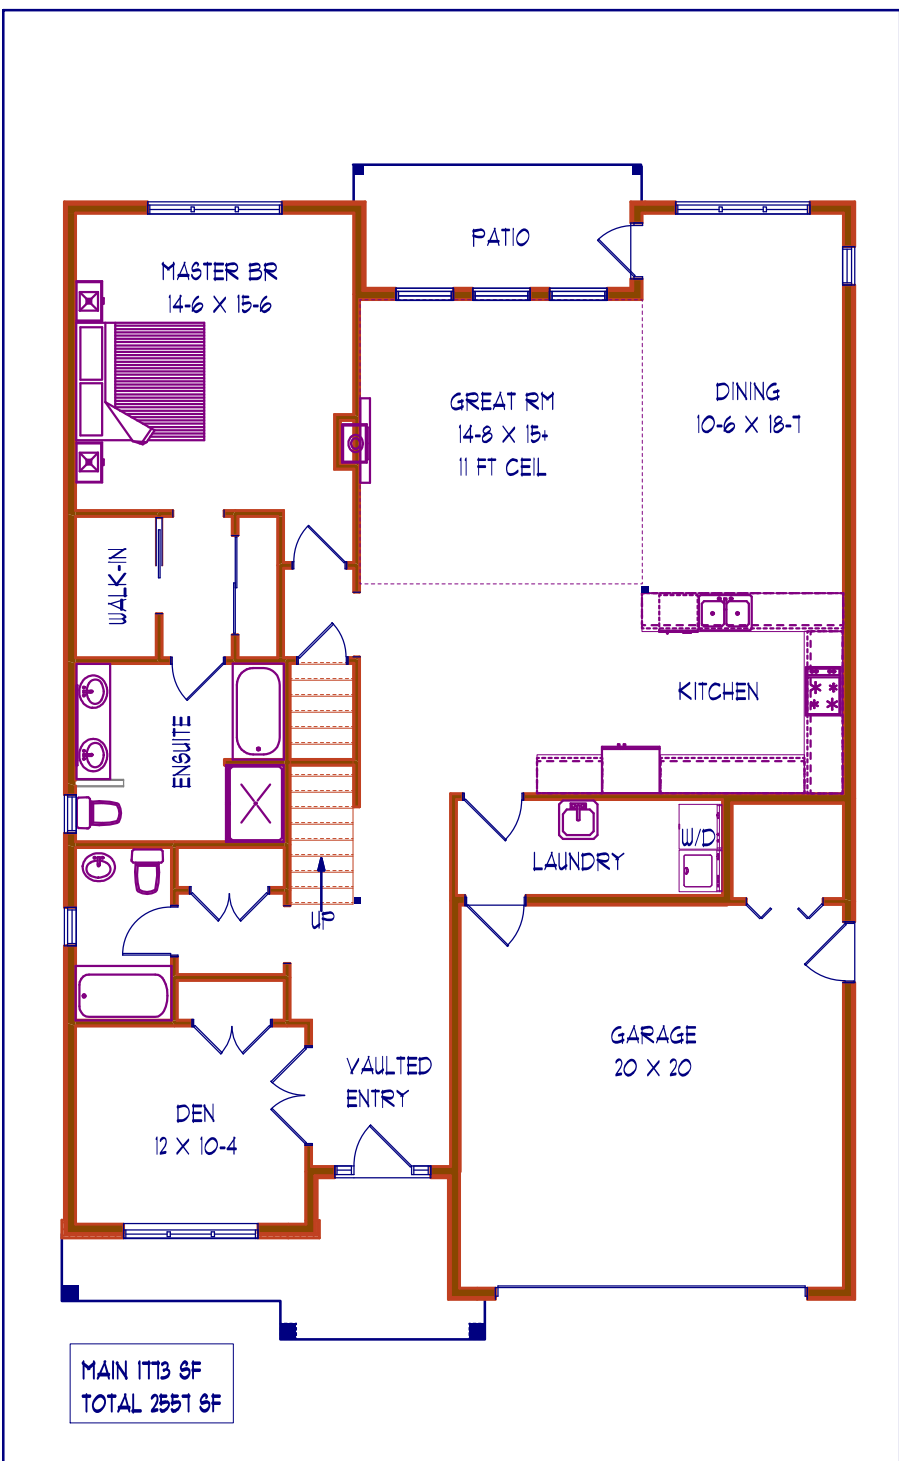 PATIO
MASTER BR
14-6 X 15-6
GREAT RM
14-8 X 15+
11 FT CEIL
DINING
10-6 X 18-7
WALK-IN
KITCHEN
ENSUITE
LAUNDRY
W/D
up
GARAGE
20 X 20
VAULTED
ENTRY
DEN
12 X 10-4
MAIN 1773 SF
TOTAL 2557 SF